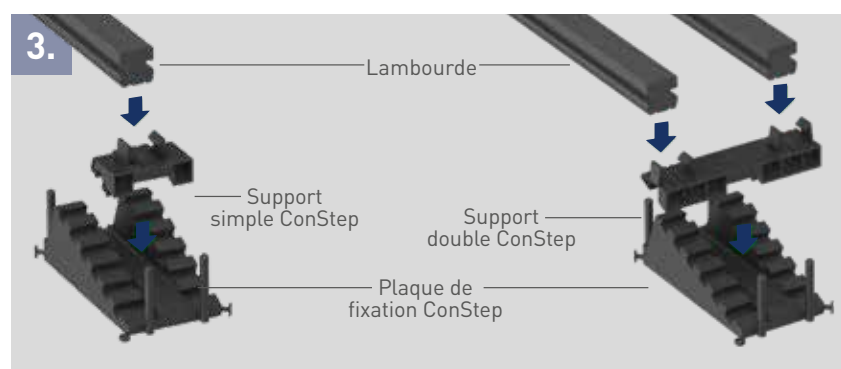 3.
Lambourde
Support
simple ConStep
Support
double ConStep
Plaque de
fixation ConStep